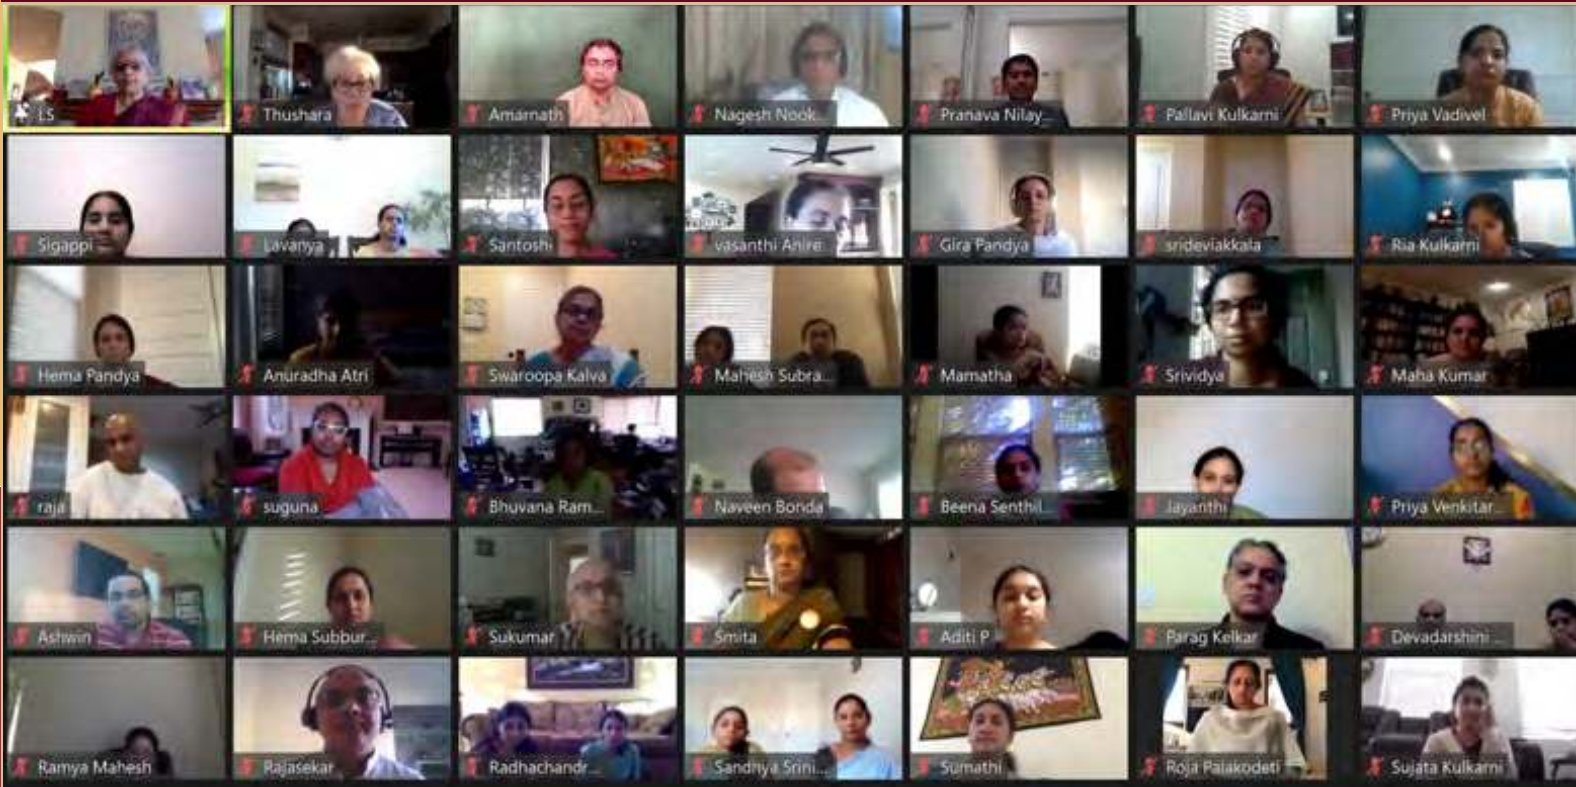 LS
Thushara
Amarnath
Nagesh Nook...
Pranava Nilay...
Pallavi Kulkarni
Priya Vadivel
Sigappi
Lavanya
Santosh
vasanthi Anire...
Gira Pandya
srideviakkala
Ria Kulkarni
Hema Pandya
Anuradha Atri
Swaroopa Kalva
Mahesh Subra...
Mamatha
Srividya
Maha Kumar
raja
suguna
Bhuvana Ram...
Naveen Bonda
Beena Senthil
Jayanthi
Priya Venkitar...
Ashwin
Hema Subbur...
Sukumar
Smita
Aditi P
Parag Kelkar
Devadarshini ...
Ramya Mahesh
Rajasekar
Radhachandr...
Sandhya Srini...
Sumathi
Roja Palakodeti
Sujata Kulkarni